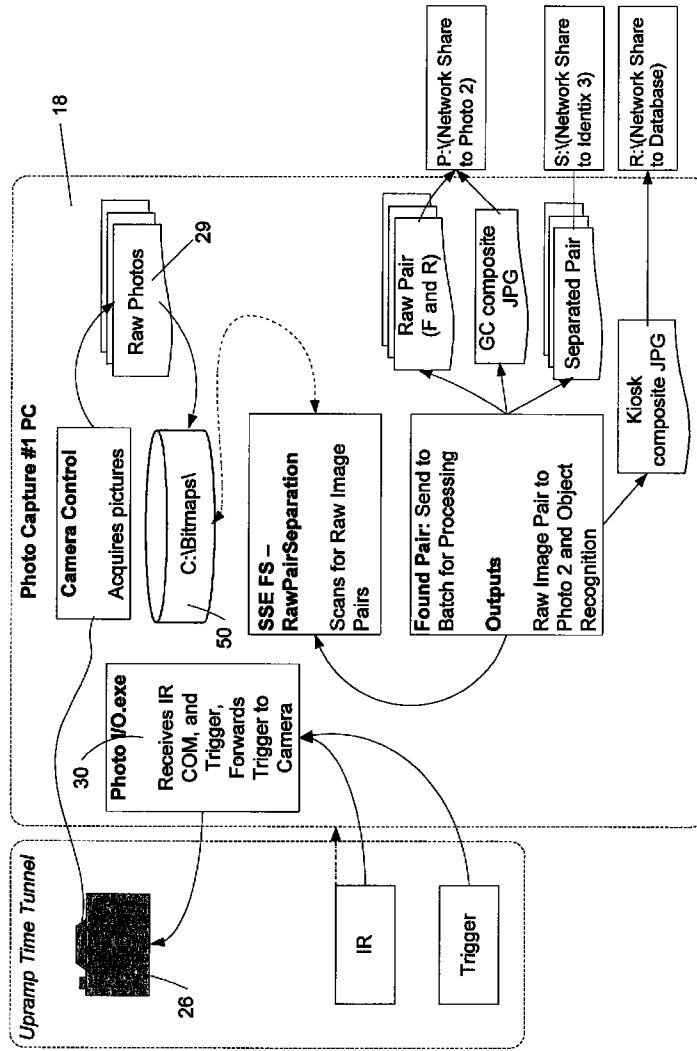 Upramp Time Tunnel
26
IR
Trigger
Photo Capture #1 PC
18
30
Photo I/O.exe
Receives IR
COM, and
Trigger,
Forwards
Trigger to
Camera
Camera Control
Acquires pictures
Raw Photos
29
C:\Bitmaps\
50
SSE FS –
RawPairSeparation
Scans for Raw Image
Pairs
Found Pair: Send to
Batch for Processing
Outputs
Raw Image Pair to
Photo 2 and Object
Recognition
Raw Pair
(F and R)
GC composite
JPG
Separated Pair
Kiosk
composite JPG
P:\(Network Share
to Photo 2)
S:\(Network Share
to Identix 3)
R:\(Network Share
to Database)